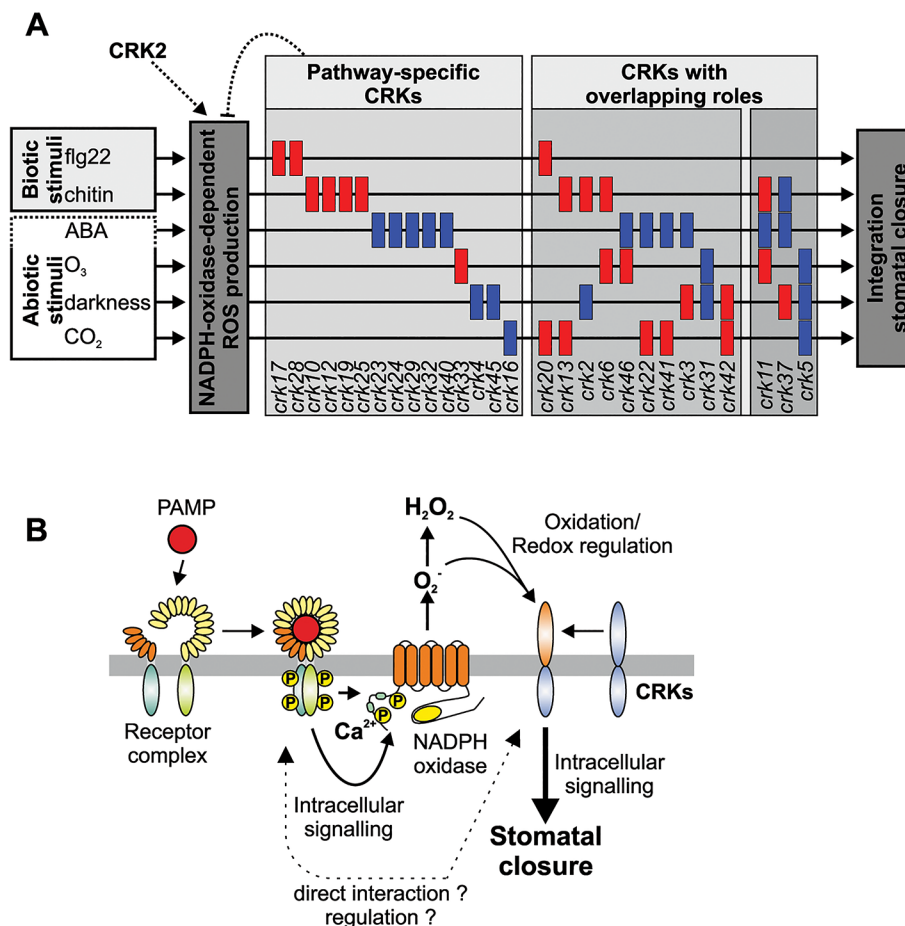 A
CRK2
Pathway-specific
CRKs
CRKs with
overlapping roles
Biotic
stimuli
flg22
chitin
Abiotic
stimuli
ABA
O3
darkness
CO2
NADPH-oxidase-dependent
ROS production
Integration
stomatal closure
crk17
crk28
crk10
crk12
crk19
crk25
crk23
crk24
crk29
crk32
crk40
crk33
crk4
crk45
crk16
crk20
crk13
crk2
crk6
crk46
crk22
crk41
crk3
crk31
crk42
crk11
crk37
crk5
B
PAMP
H2O2
O2-
Oxidation/
Redox regulation
P
P
P
P
P
P
Ca2+
CRKs
Receptor
complex
NADPH
oxidase
Intracellular
signalling
Intracellular
signalling
Stomatal
closure
direct interaction ?
regulation ?